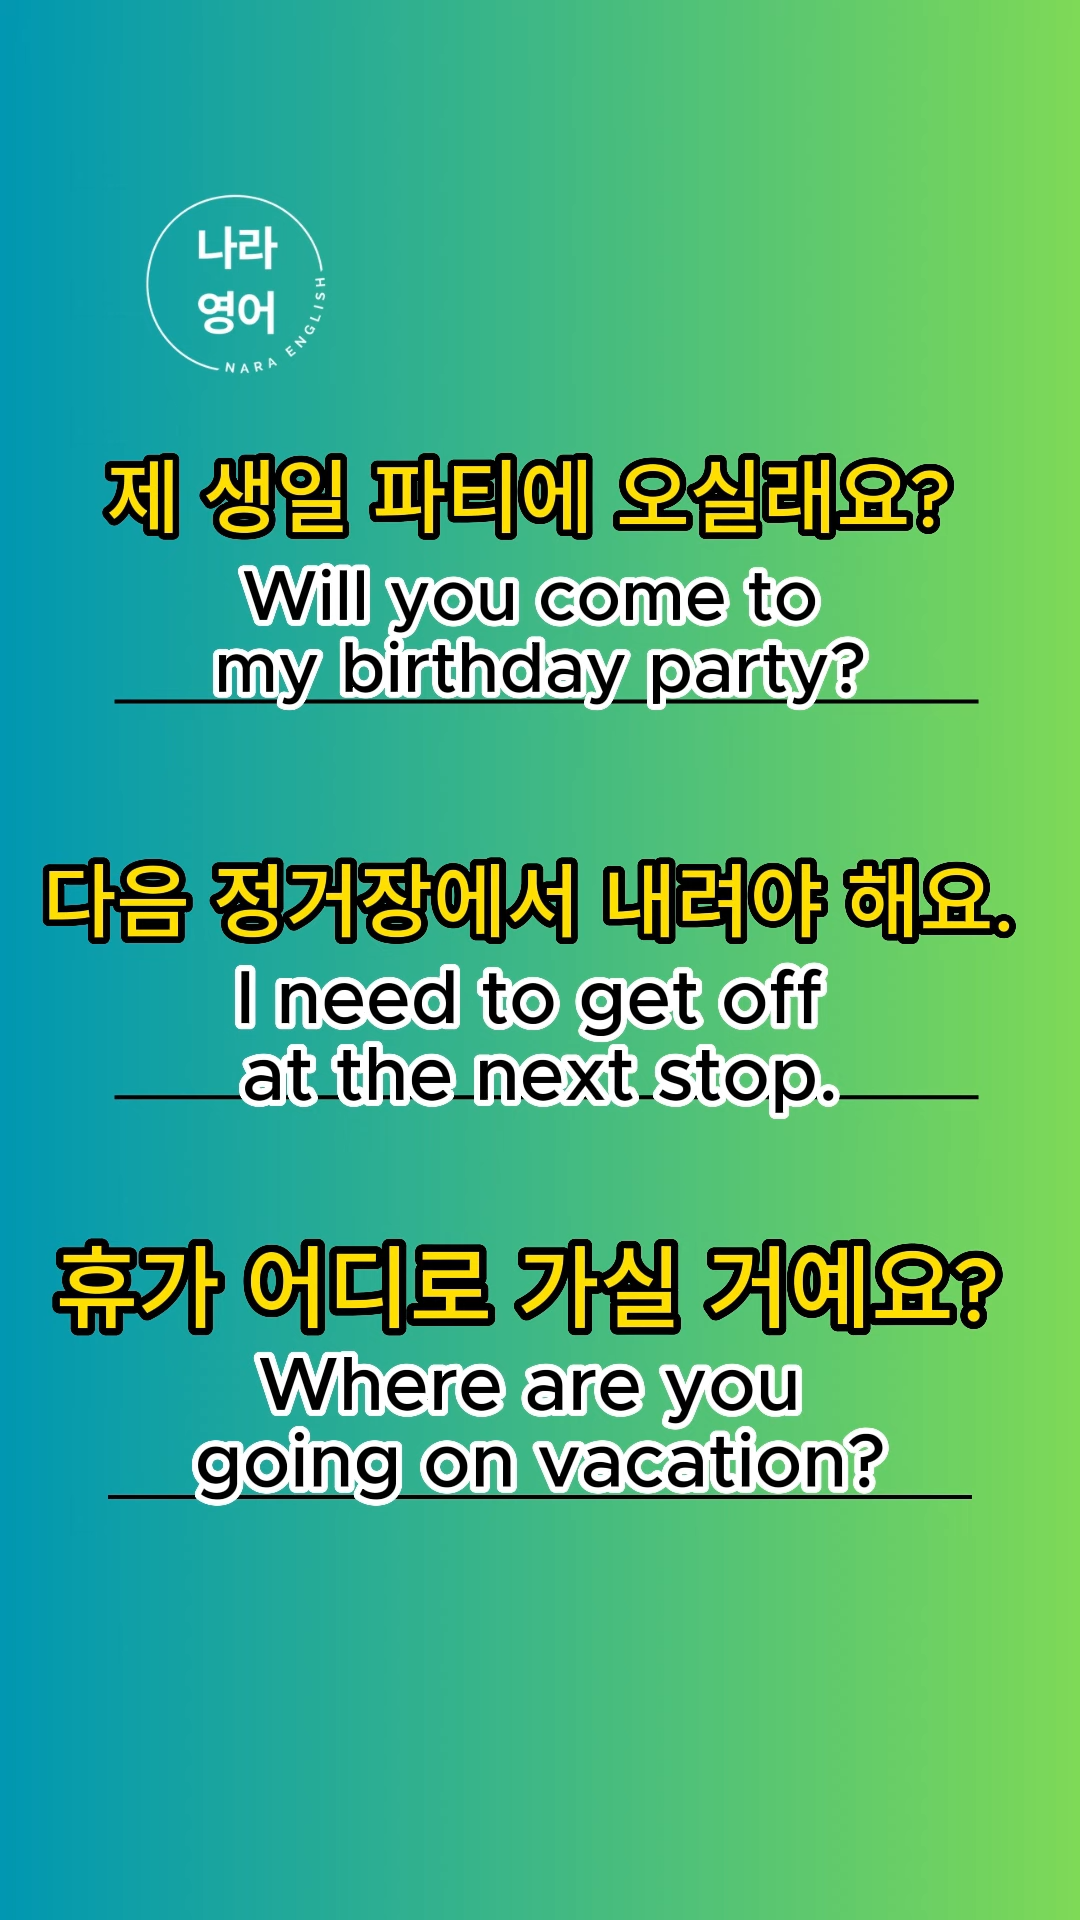 나라
영어
NARA ENGLISH
제 생일 파티에 오실래요?
Will you come to
my birthday party?
다음 정거장에서 내려야 해요.
I need to get off
at the next stop.
휴가 어디로 가실 거예요?
Where are you
going on vacation?